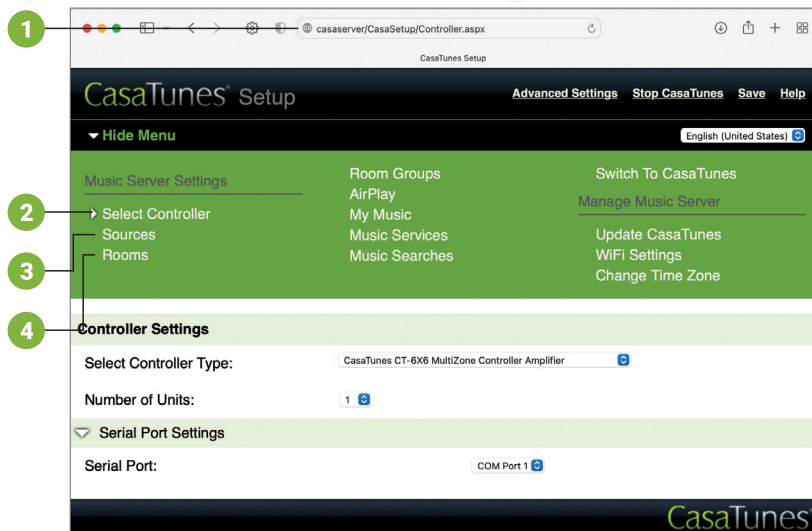 1
casaserver/CasaSetup/Controller.aspx
CasaTunes Setup
CasaTunes® Setup
Advanced Settings Stop CasaTunes Save Help
Hide Menu
English (United States)
Music Server Settings
2
Select Controller
3
Sources
4
Rooms
Room Groups
AirPlay
My Music
Music Services
Music Searches
Switch To CasaTunes
Manage Music Server
Update CasaTunes
WiFi Settings
Change Time Zone
Controller Settings
Select Controller Type:
CasaTunes CT-6X6 MultiZone Controller Amplifier
Number of Units:
1
Serial Port Settings
Serial Port:
COM Port 1
CasaTunes